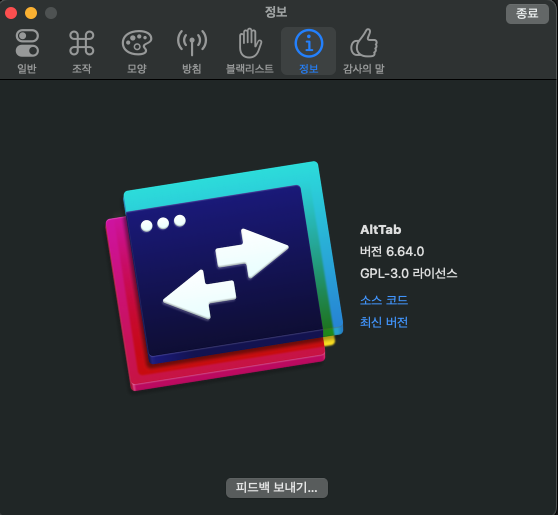 정보
종료
일반
조작
모양
방침
블랙리스트
정보
감사의 말
AltTab
버전 6.64.0
GPL-3.0 라이선스
소스 코드
최신 버전
피드백 보내기...